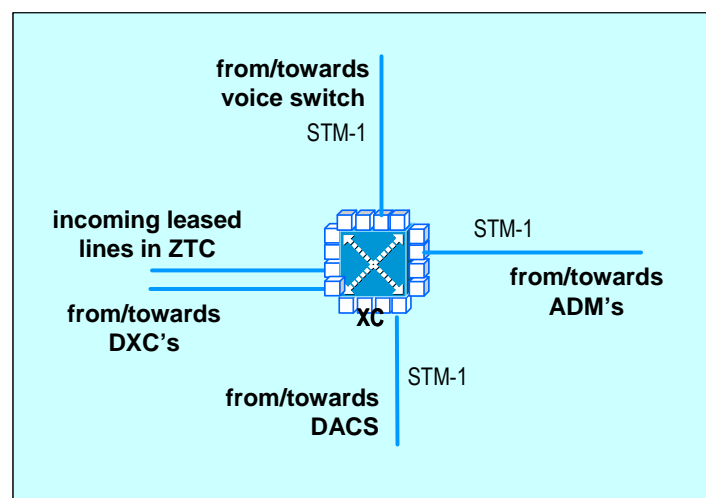 from/towards
voice switch
STM-1
incoming leased
lines in ZTC
STM-1
from/towards
ADM's
from/towards
DXC's
XC
STM-1
from/towards
DACS